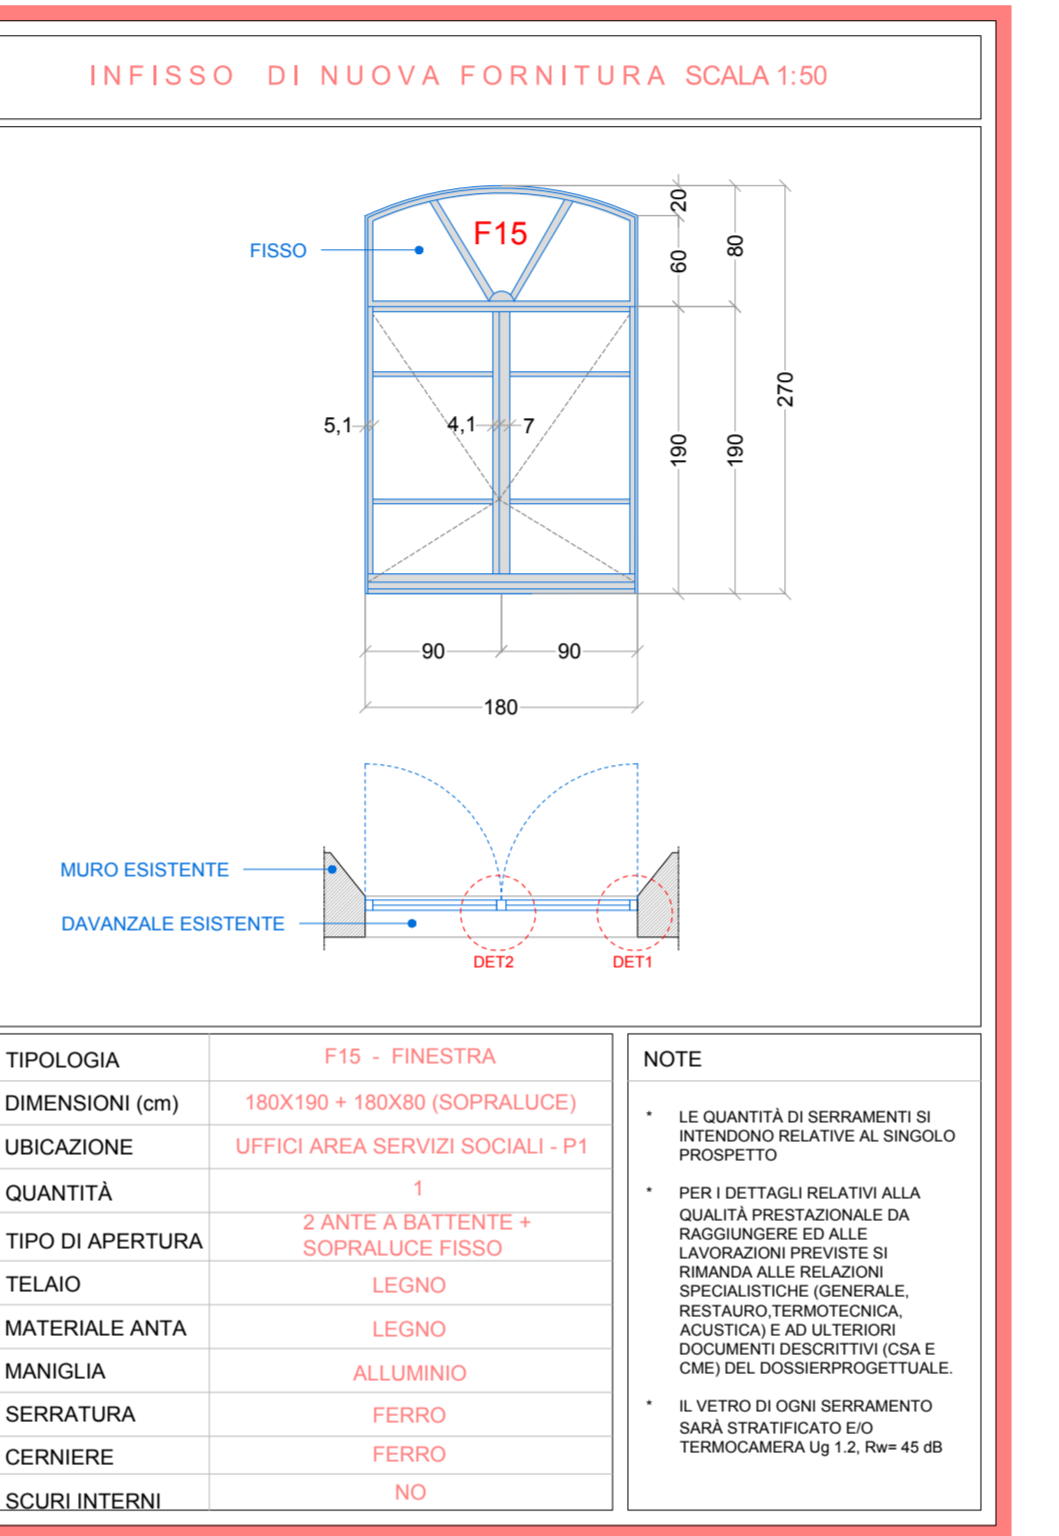 INFISSO DI NUOVA FORNITURA SCALA 1:50
F15
FISSO
20
60
80
270
190
190
5,1
4,1
7
90
90
180
MURO ESISTENTE
DAVANZALE ESISTENTE
DET2
DET1
TIPOLOGIA F15 - FINESTRA
DIMENSIONI (cm) 180X190 + 180X80 (SOPRALUCE)
UBICAZIONE UFFICI AREA SERVIZI SOCIALI - P1
QUANTITÀ 1
TIPO DI APERTURA 2 ANTE A BATTENTE +
SOPRALUCE FISSO
TELAIO LEGNO
MATERIALE ANTA LEGNO
MANIGLIA ALLUMINIO
SERRATURA FERRO
CERNIERE FERRO
SCURI INTERNI NO
NOTE
* LE QUANTITÀ DI SERRAMENTI SI
INTENDONO RELATIVE AL SINGOLO
PROSPETTO
* PER I DETTAGLI RELATIVI ALLA
QUALITÀ PRESTAZIONALE DA
RAGGIUNGERE ED ALLE
LAVORAZIONI PREVISTE SI
RIMANDA ALLE RELAZIONI
SPECIALISTICHE (GENERALE,
RESTAURO,TERMOTECNICA,
ACUSTICA) E AD ULTERIORI
DOCUMENTI DESCRITTIVI (CSA E
CME) DEL DOSSIERPROGETTUALE.
* IL VETRO DI OGNI SERRAMENTO
SARÀ STRATIFICATO E/O
TERMOCAMERA Ug 1.2, Rw= 45 dB